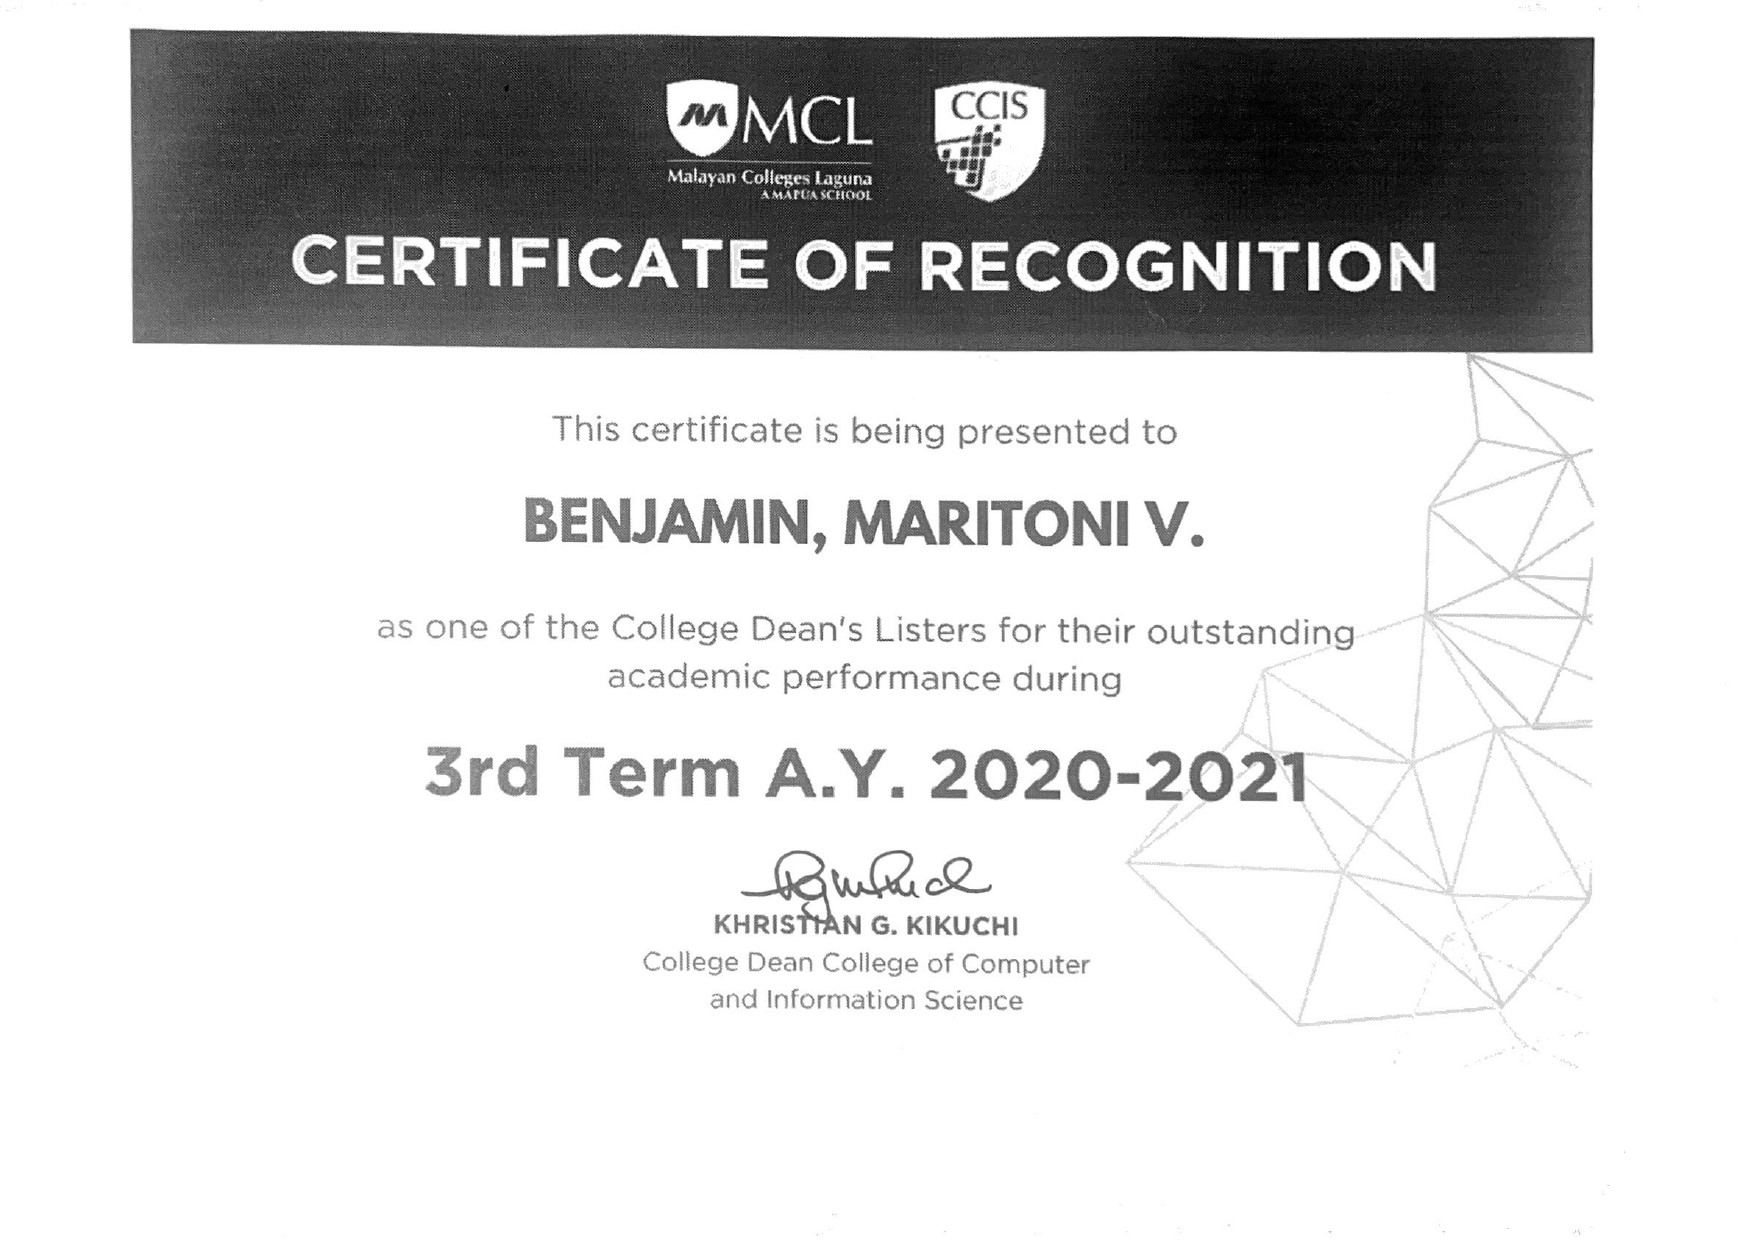 MCL
Malayan Colleges Laguna
A MAPÚA SCHOOL
CCIS
CERTIFICATE OF RECOGNITION
This certificate is being presented to
BENJAMIN, MARITONI V.
as one of the College Dean's Listers for their outstanding
academic performance during
3rd Term A.Y. 2020-2021
KHRISTIAN G. KIKUCHI
College Dean College of Computer
and Information Science